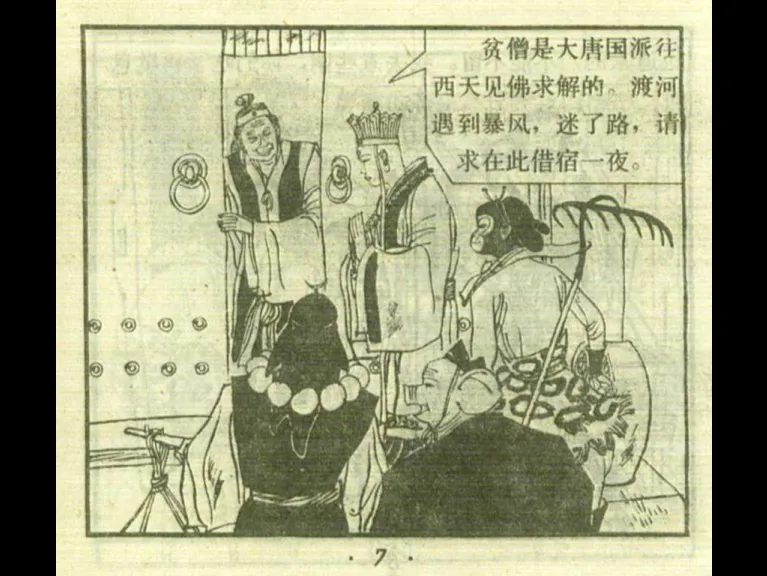 贫僧是大唐国派往
西天见佛求解的。渡河
遇到暴风，迷了路，请
求在此借宿一夜。
· 7 ·